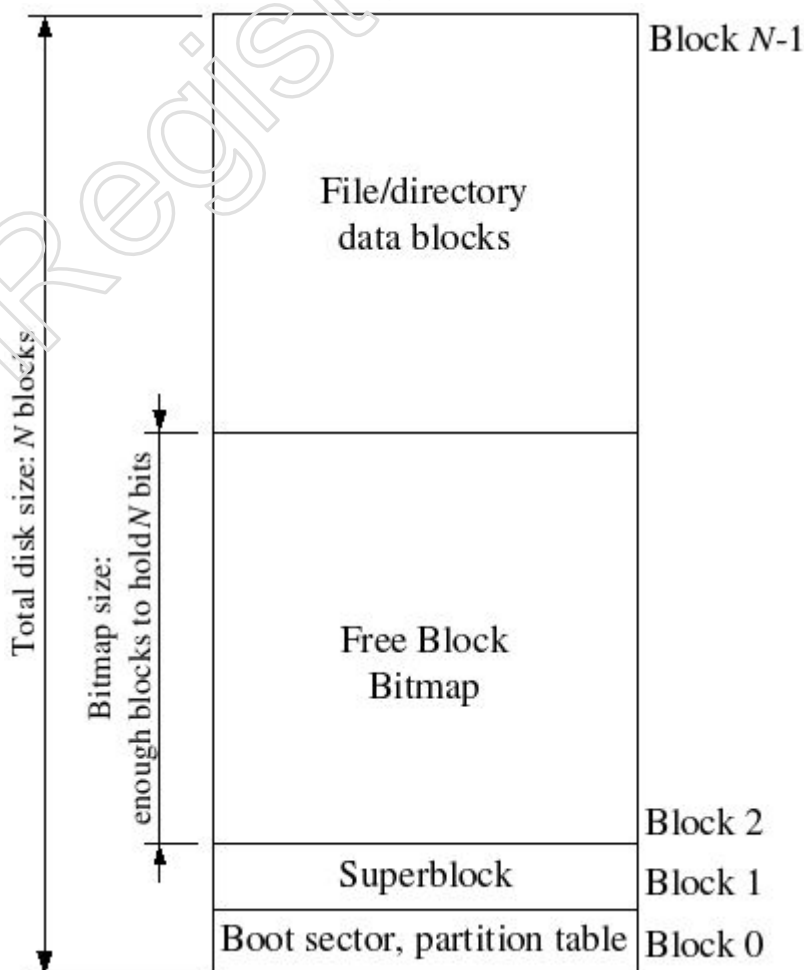 Block N-1
File/directory
data blocks
Total disk size: N blocks
Bitmap size:
enough blocks to hold N bits
Free Block
Bitmap
Block 2
Superblock
Block 1
Boot sector, partition table
Block 0
Regist